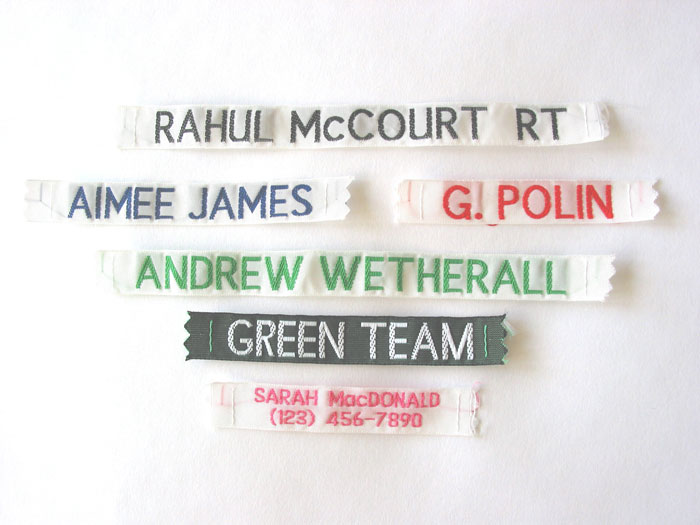 RAHUL McCOURT RT
AIMEE JAMES
G. POLIN
ANDREW WETHERALL
GREEN TEAM
SARAH MacDONALD
(123) 456-7890